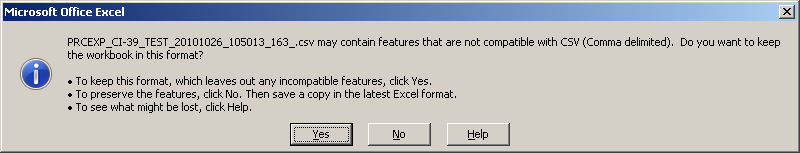 Microsoft Office Excel
PRCEXP_CI-39_TEST_20101026_105013_163_.csv may contain features that are not compatible with CSV (Comma delimited).  Do you want to keep
the workbook in this format?
• To keep this format, which leaves out any incompatible features, click Yes.
• To preserve the features, click No. Then save a copy in the latest Excel format.
• To see what might be lost, click Help.
Yes No Help